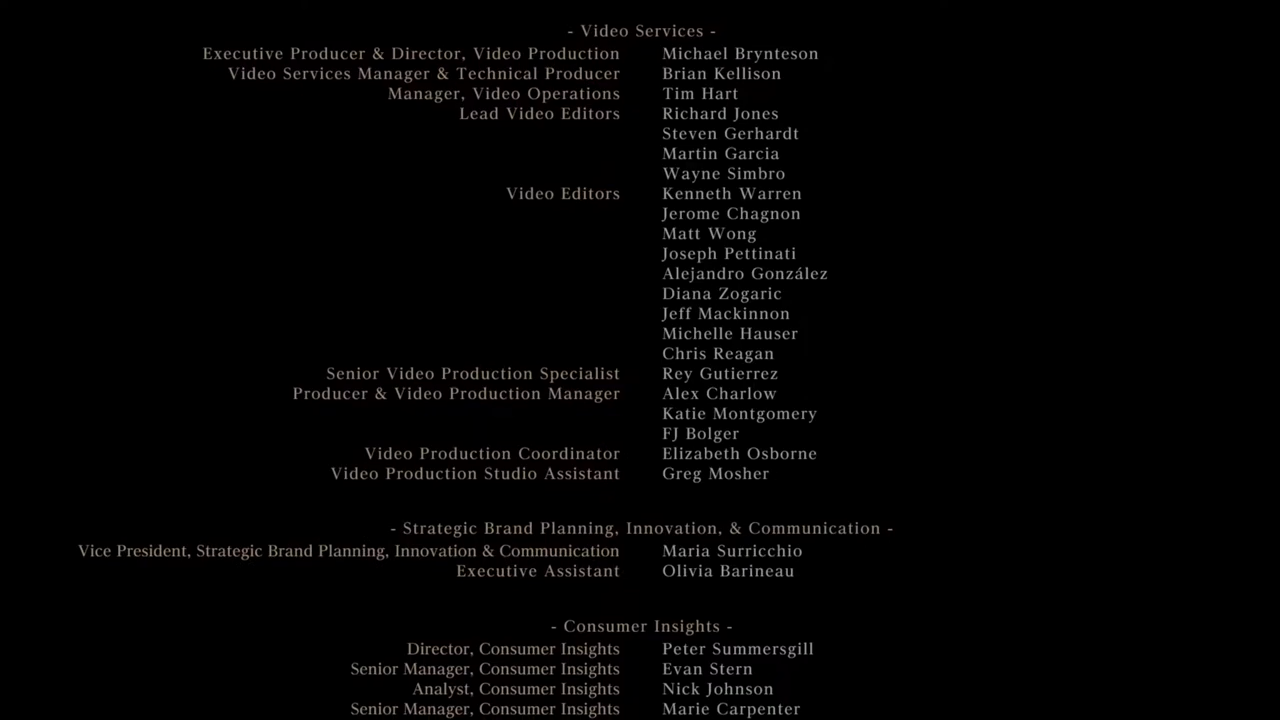 - Video Services -
Executive Producer & Director, Video Production Michael Brynteson
Video Services Manager & Technical Producer Brian Kellison
Manager, Video Operations Tim Hart
Lead Video Editors Richard Jones
Steven Gerhardt
Martin Garcia
Wayne Simbro
Video Editors Kenneth Warren
Jerome Chagnon
Matt Wong
Joseph Pettinati
Alejandro González
Diana Zogaric
Jeff Mackinnon
Michelle Hauser
Chris Reagan
Senior Video Production Specialist Rey Gutierrez
Producer & Video Production Manager Alex Charlow
Katie Montgomery
FJ Bolger
Video Production Coordinator Elizabeth Osborne
Video Production Studio Assistant Greg Mosher
- Strategic Brand Planning, Innovation, & Communication -
Vice President, Strategic Brand Planning, Innovation & Communication Maria Surricchio
Executive Assistant Olivia Barineau
- Consumer Insights -
Director, Consumer Insights Peter Summersgill
Senior Manager, Consumer Insights Evan Stern
Analyst, Consumer Insights Nick Johnson
Senior Manager, Consumer Insights Marie Carpenter